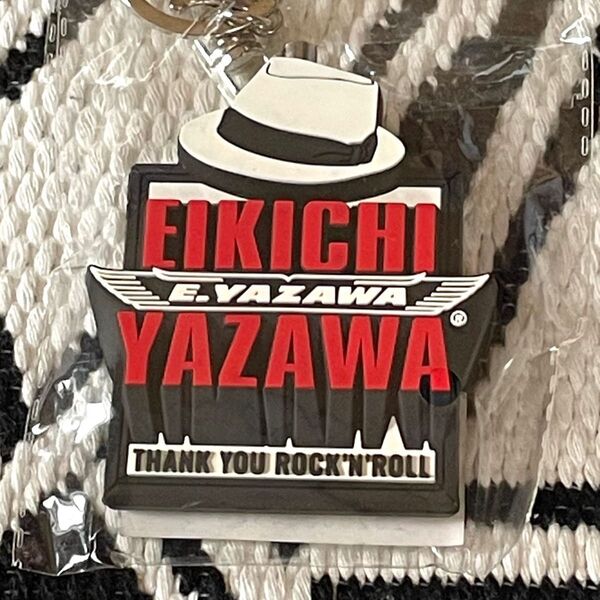 EIKICHI
E.YAZAWA
YAZAWA®
THANK YOU ROCK'N'ROLL